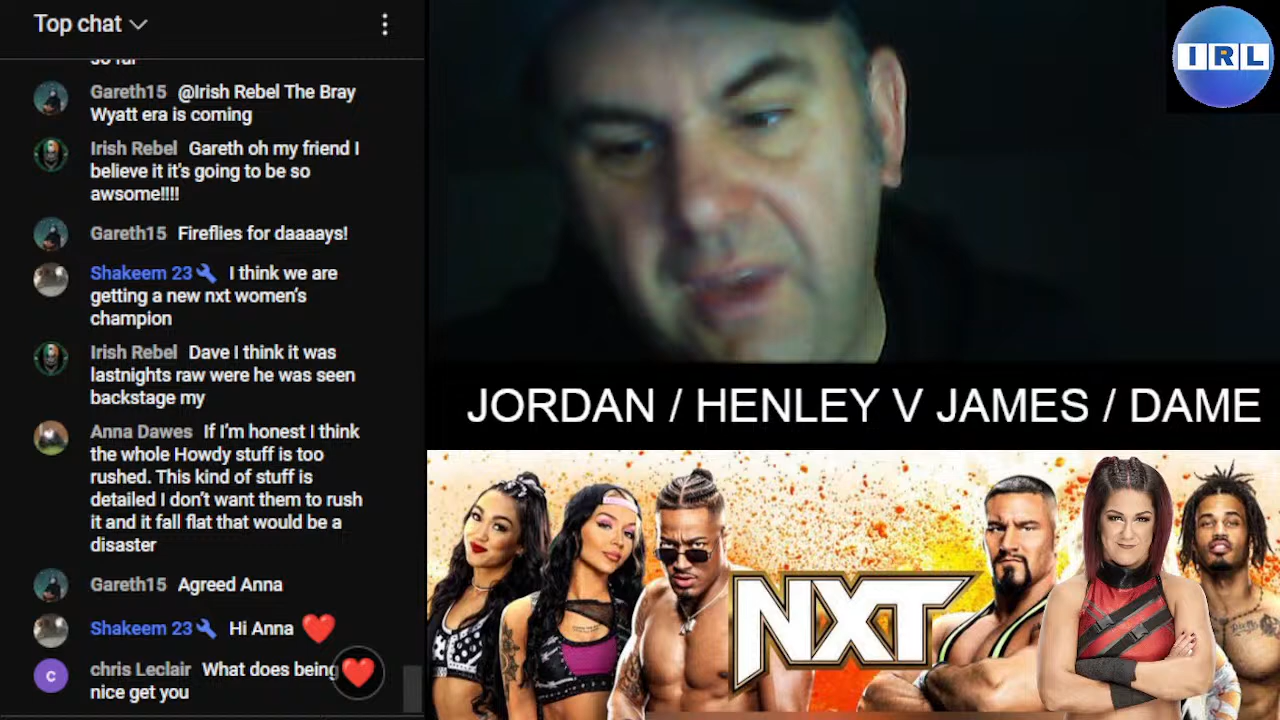 Top chat
so far
Gareth15 @Irish Rebel The Bray
Wyatt era is coming
Irish Rebel Gareth oh my friend I
believe it it's going to be so
awsome!!!!
Gareth15 Fireflies for daaaays!
Shakeem 23 I think we are
getting a new nxt women's
champion
Irish Rebel Dave I think it was
lastnights raw were he was seen
backstage my
Anna Dawes If I'm honest I think
the whole Howdy stuff is too
rushed. This kind of stuff is
detailed I don't want them to rush
it and it fall flat that would be a
disaster
Gareth15 Agreed Anna
Shakeem 23 Hi Anna
C chris Leclair What does being
nice get you
IRL
JORDAN / HENLEY V JAMES / DAME
NXT